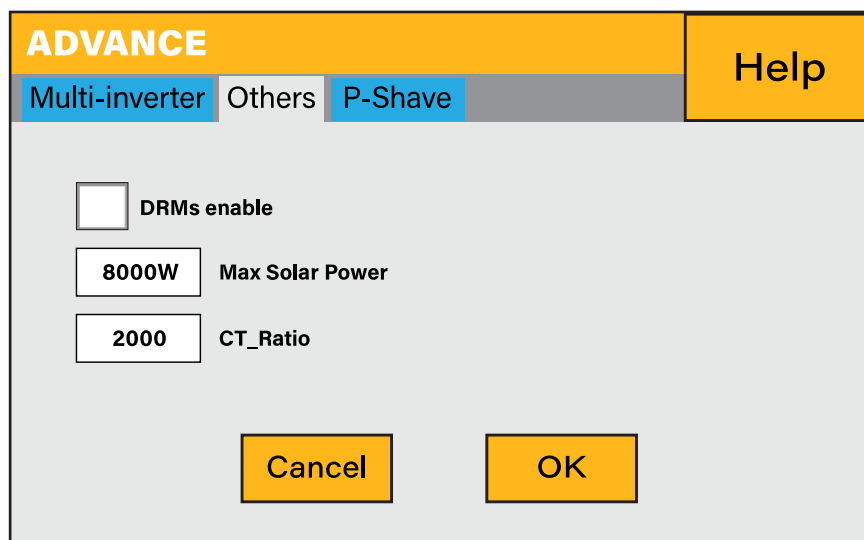 ADVANCE
Help
Multi-inverter Others P-Shave
DRMs enable
8000W Max Solar Power
2000 CT_Ratio
Cancel OK